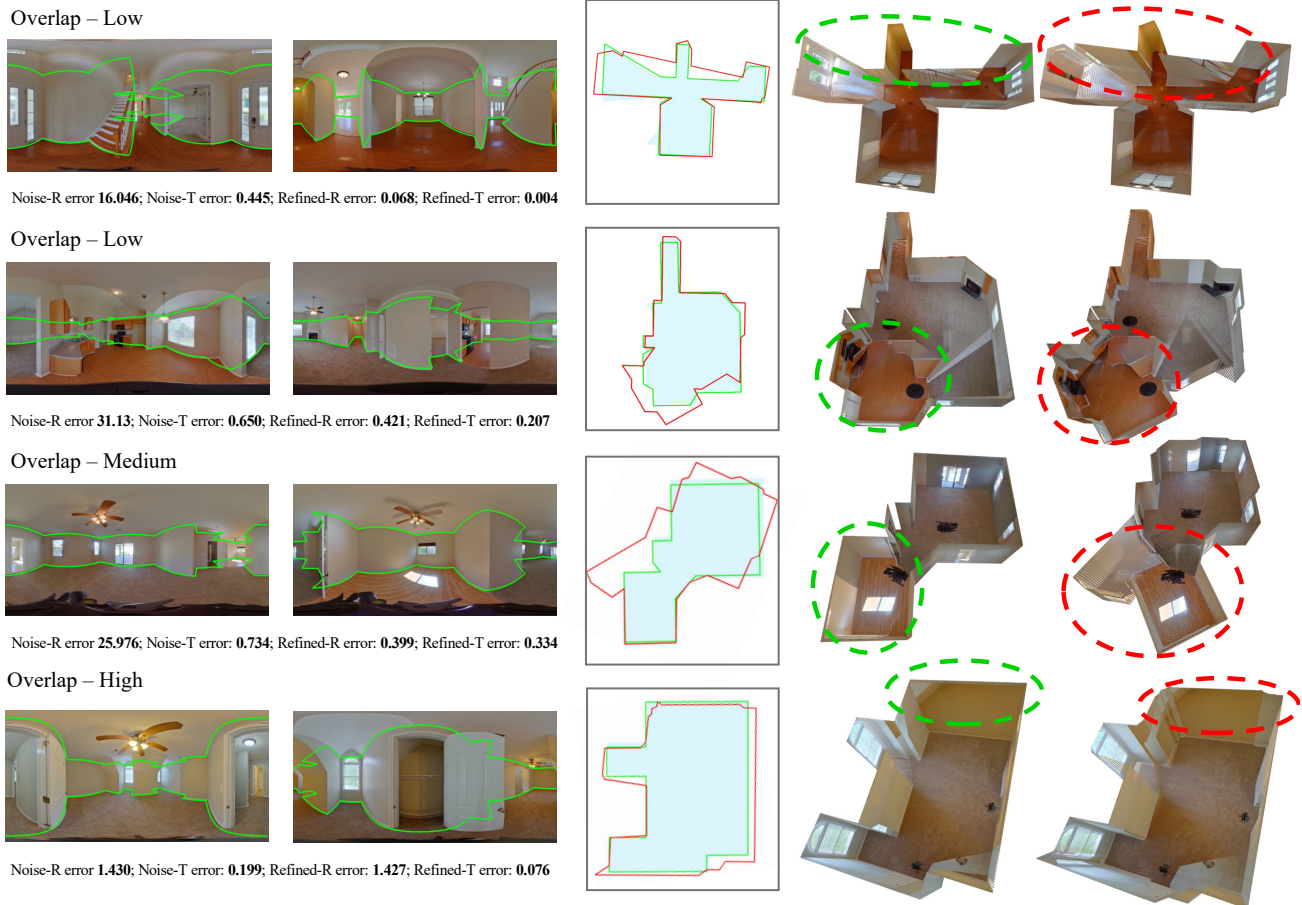 Overlap – Low
Noise-R error 16.046; Noise-T error: 0.445; Refined-R error: 0.068; Refined-T error: 0.004
Overlap – Low
Noise-R error 31.13; Noise-T error: 0.650; Refined-R error: 0.421; Refined-T error: 0.207
Overlap – Medium
Noise-R error 25.976; Noise-T error: 0.734; Refined-R error: 0.399; Refined-T error: 0.334
Overlap – High
Noise-R error 1.430; Noise-T error: 0.199; Refined-R error: 1.427; Refined-T error: 0.076